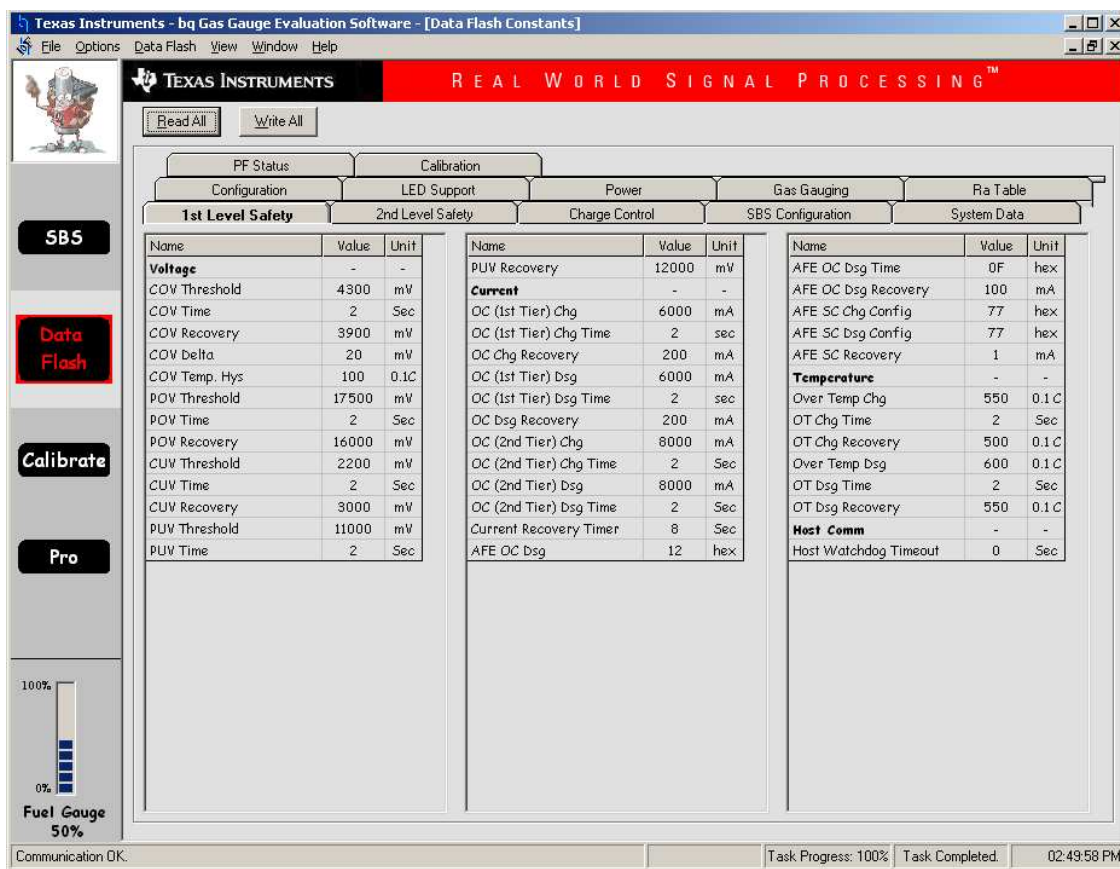 Texas Instruments - bq Gas Gauge Evaluation Software - [Data Flash Constants]
File Options Data Flash View Window Help
TEXAS INSTRUMENTS REAL WORLD SIGNAL PROCESSING™
Read All Write All
PF Status Calibration
Configuration LED Support Power Gas Gauging Ra Table
1st Level Safety 2nd Level Safety Charge Control SBS Configuration System Data
SBS
Data
Flash
Calibrate
Pro
100%
0%
Fuel Gauge
50%
Name Value Unit
Voltage - -
COV Threshold 4300 mV
COV Time 2 Sec
COV Recovery 3900 mV
COV Delta 20 mV
COV Temp. Hys 100 0.1C
POV Threshold 17500 mV
POV Time 2 Sec
POV Recovery 16000 mV
CUV Threshold 2200 mV
CUV Time 2 Sec
CUV Recovery 3000 mV
PUV Threshold 11000 mV
PUV Time 2 Sec
Name Value Unit
PUV Recovery 12000 mV
Current - -
OC (1st Tier) Chg 6000 mA
OC (1st Tier) Chg Time 2 sec
OC Chg Recovery 200 mA
OC (1st Tier) Dsg 6000 mA
OC (1st Tier) Dsg Time 2 sec
OC Dsg Recovery 200 mA
OC (2nd Tier) Chg 8000 mA
OC (2nd Tier) Chg Time 2 Sec
OC (2nd Tier) Dsg 8000 mA
OC (2nd Tier) Dsg Time 2 Sec
Current Recovery Timer 8 Sec
AFE OC Dsg 12 hex
Name Value Unit
AFE OC Dsg Time 0F hex
AFE OC Dsg Recovery 100 mA
AFE SC Chg Config 77 hex
AFE SC Dsg Config 77 hex
AFE SC Recovery 1 mA
Temperature - -
Over Temp Chg 550 0.1C
OT Chg Time 2 Sec
OT Chg Recovery 500 0.1C
Over Temp Dsg 600 0.1C
OT Dsg Time 2 Sec
OT Dsg Recovery 550 0.1C
Host Comm - -
Host Watchdog Timeout 0 Sec
Communication OK. Task Progress: 100% Task Completed. 02:49:58 PM